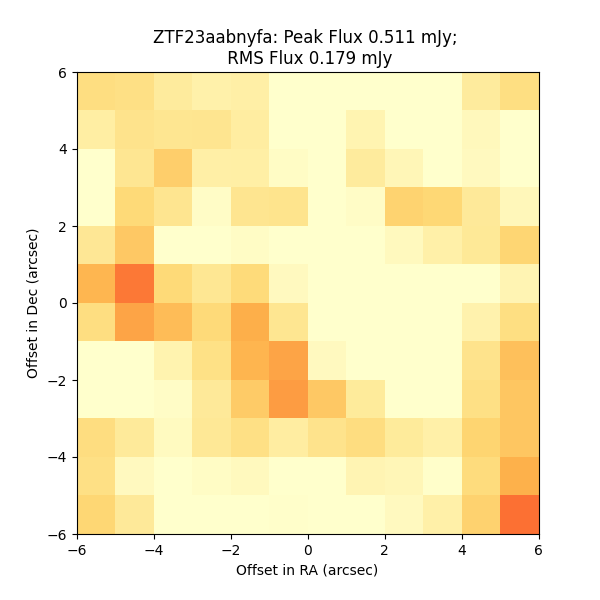 ZTF23aabnyfa: Peak Flux 0.511 mJy;
RMS Flux 0.179 mJy
6
4
2
0
−2
−4
−6
Offset in Dec (arcsec)
−6 −4 −2 0 2 4 6
Offset in RA (arcsec)